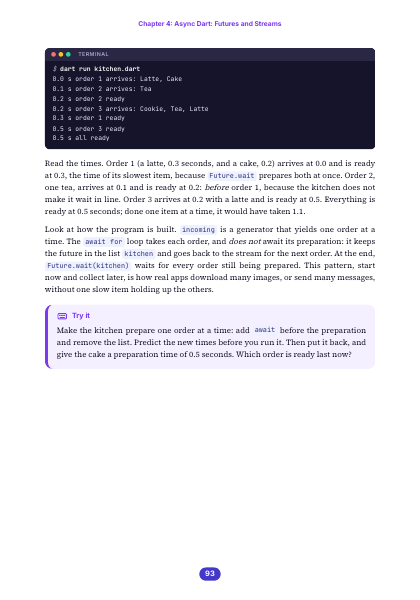 Chapter 4: Async Dart: Futures and Streams
TERMINAL
$ dart run kitchen.dart
0.0 s order 1 arrives: Latte, Cake
0.1 s order 2 arrives: Tea
0.2 s order 2 ready
0.2 s order 3 arrives: Cookie, Tea, Latte
0.3 s order 1 ready
0.5 s order 3 ready
0.5 s all ready
Read the times. Order 1 (a latte, 0.3 seconds, and a cake, 0.2) arrives at 0.0 and is ready
at 0.3, the time of its slowest item, because Future.wait prepares both at once. Order 2,
one tea, arrives at 0.1 and is ready at 0.2: before order 1, because the kitchen does not
make it wait in line. Order 3 arrives at 0.2 with a latte and is ready at 0.5. Everything is
ready at 0.5 seconds; done one item at a time, it would have taken 1.1.
Look at how the program is built. incoming is a generator that yields one order at a
time. The await for loop takes each order, and does not await its preparation: it keeps
the future in the list kitchen and goes back to the stream for the next order. At the end,
Future.wait(kitchen) waits for every order still being prepared. This pattern, start
now and collect later, is how real apps download many images, or send many messages,
without one slow item holding up the others.
Try it
Make the kitchen prepare one order at a time: add await before the preparation
and remove the list. Predict the new times before you run it. Then put it back, and
give the cake a preparation time of 0.5 seconds. Which order is ready last now?
93